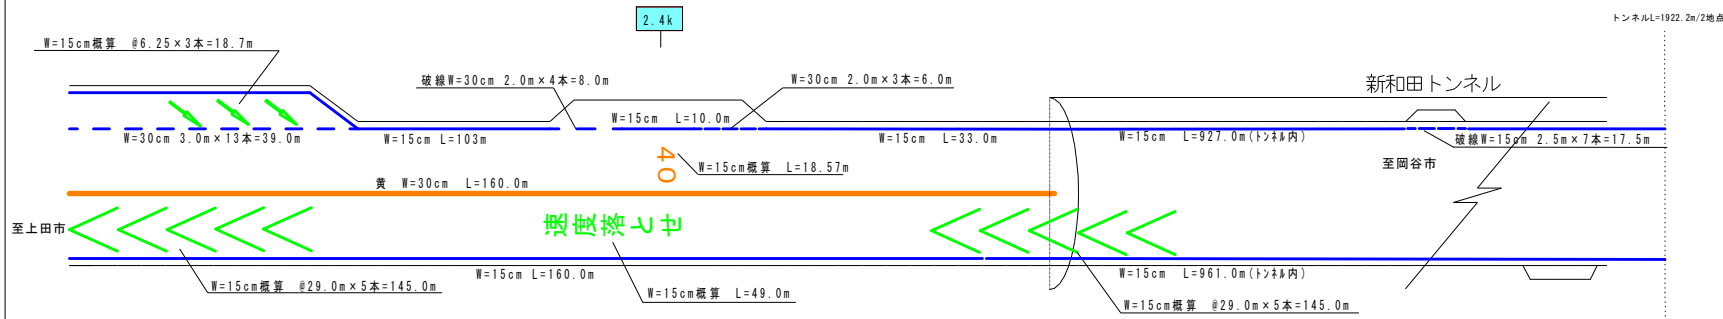 2.4k
トンネルL=1922.2m/2地点
W=15cm概算 @6.25×3本=18.7m
破線W=30cm 2.0m×4本=8.0m
W=30cm 2.0m×3本=6.0m
新和田トンネル
W=15cm L=10.0m
W=30cm 3.0m×13本=39.0m
W=15cm L=103m
W=15cm L=33.0m
W=15cm L=927.0m(トンネル内)
破線W=15cm 2.5m×7本=17.5m
40
W=15cm概算 L=18.57m
至岡谷市
黄 W=30cm L=160.0m
至上田市
速度落とせ
W=15cm L=160.0m
W=15cm L=961.0m(トンネル内)
W=15cm概算 @29.0m×5本=145.0m
W=15cm概算 L=49.0m
W=15cm概算 @29.0m×5本=145.0m